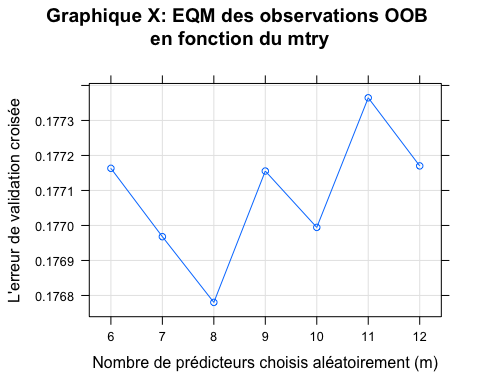 Graphique X: EQM des observations OOB
en fonction du mtry
L'erreur de validation croisée
0.1773
0.1772
0.1771
0.1770
0.1769
0.1768
6 7 8 9 10 11 12
Nombre de prédicteurs choisis aléatoirement (m)